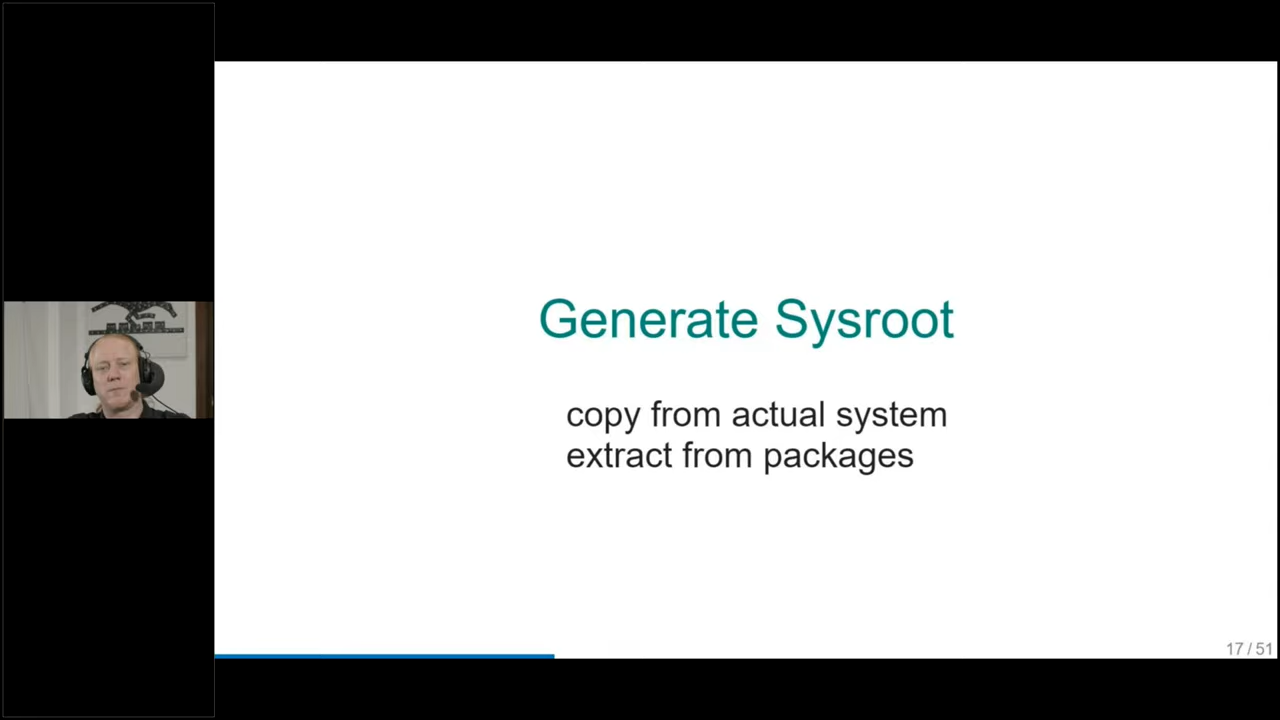 Generate Sysroot
copy from actual system
extract from packages
17 / 51